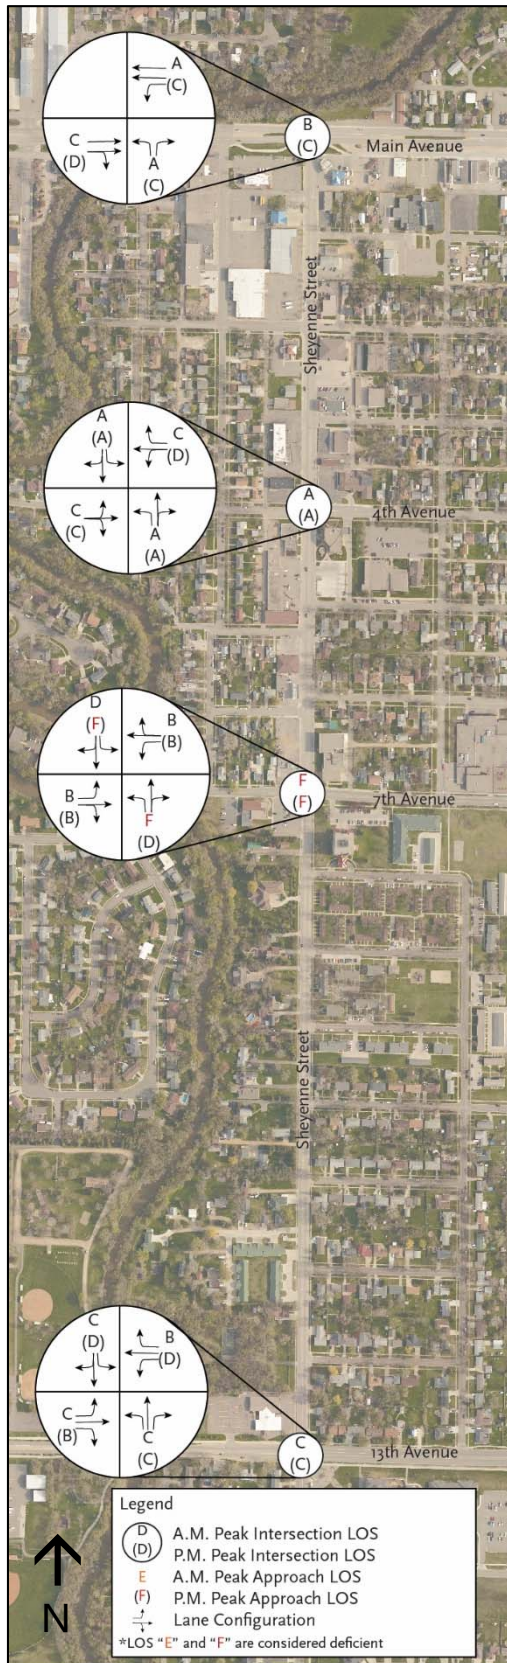 A
(C)
C
(D)
A
(C)
B
(C)
Main Avenue
Sheyenne Street
A
(A)
C
(D)
C
(C)
A
(A)
A
(A)
4th Avenue
D
(F)
B
(B)
B
(B)
F
(D)
F
(F)
7th Avenue
Sheyenne Street
C
(D)
B
(D)
C
(B)
C
(C)
C
(C)
13th Avenue
N
Legend
D A.M. Peak Intersection LOS
(D) P.M. Peak Intersection LOS
E A.M. Peak Approach LOS
(F) P.M. Peak Approach LOS
Lane Configuration
*LOS "E" and "F" are considered deficient